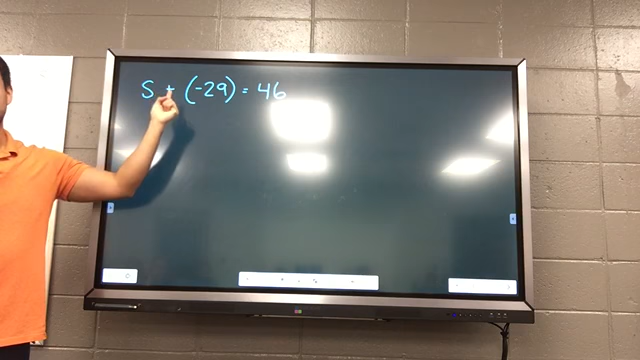 S + (-29) = 46